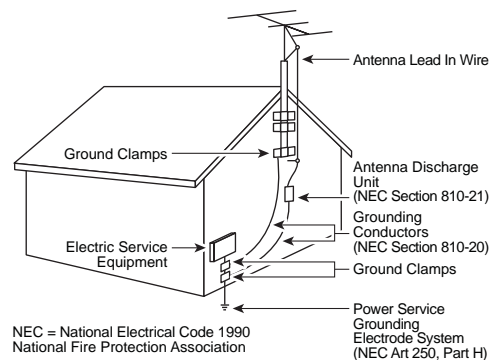 Antenna Lead In Wire
Ground Clamps
Antenna Discharge
Unit
(NEC Section 810-21)
Grounding
Conductors
(NEC Section 810-20)
Electric Service
Equipment
Ground Clamps
Power Service
Grounding
Electrode System
(NEC Art 250, Part H)
NEC = National Electrical Code 1990
National Fire Protection Association